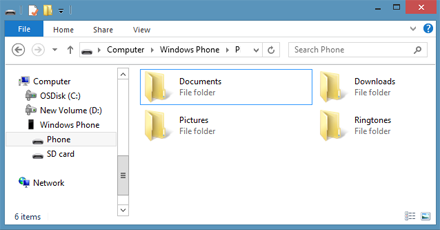 File
Home
Share
View
Computer
Windows Phone
P
Search Phone
Computer
OSDisk (C:)
New Volume (D:)
Windows Phone
Phone
SD card
Network
Documents
File folder
Downloads
File folder
Pictures
File folder
Ringtones
File folder
6 items